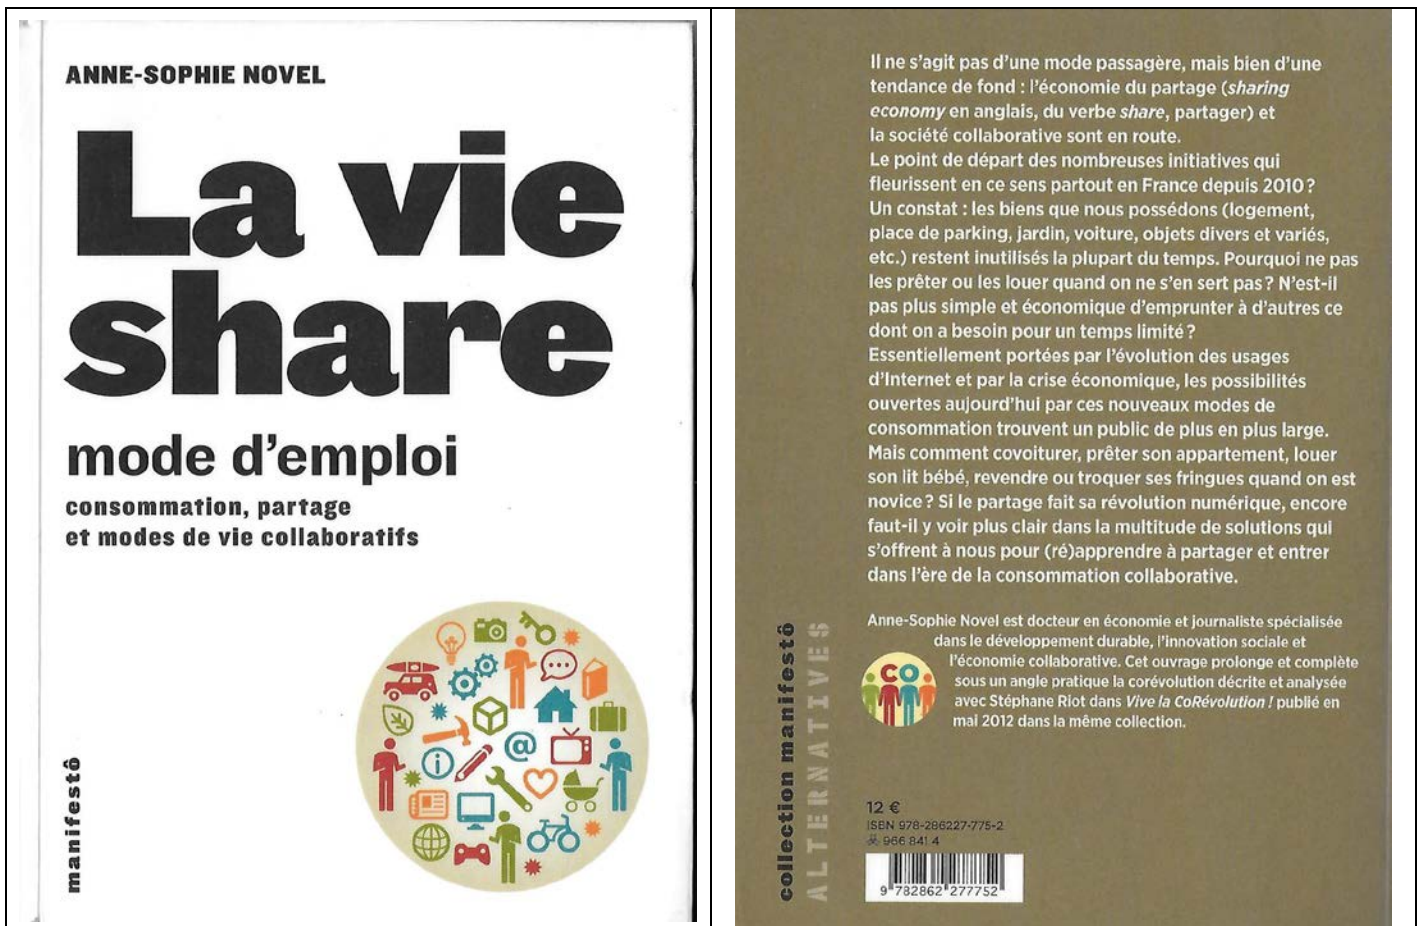 ANNE-SOPHIE NOVEL
La vie
share
mode d'emploi
consommation, partage
et modes de vie collaboratifs
manifestô
Il ne s'agit pas d'une mode passagère, mais bien d'une
tendance de fond : l'économie du partage (sharing
economy en anglais, du verbe share, partager) et
la société collaborative sont en route.
Le point de départ des nombreuses initiatives qui
fleurissent en ce sens partout en France depuis 2010 ?
Un constat : les biens que nous possédons (logement,
place de parking, jardin, voiture, objets divers et variés,
etc.) restent inutilisés la plupart du temps. Pourquoi ne pas
les prêter ou les louer quand on ne s'en sert pas ? N'est-il
pas plus simple et économique d'emprunter à d'autres ce
dont on a besoin pour un temps limité ?
Essentiellement portées par l'évolution des usages
d'Internet et par la crise économique, les possibilités
ouvertes aujourd'hui par ces nouveaux modes de
consommation trouvent un public de plus en plus large.
Mais comment covoiturer, prêter son appartement, louer
son lit bébé, revendre ou troquer ses fringues quand on est
novice ? Si le partage fait sa révolution numérique, encore
faut-il y voir plus clair dans la multitude de solutions qui
s'offrent à nous pour (ré)apprendre à partager et entrer
dans l'ère de la consommation collaborative.
Anne-Sophie Novel est docteur en économie et journaliste spécialisée
dans le développement durable, l'innovation sociale et
l'économie collaborative. Cet ouvrage prolonge et complète
sous un angle pratique la corévolution décrite et analysée
avec Stéphane Riot dans Vive la CoRévolution ! publié en
mai 2012 dans la même collection.
CO
collection manifestô
ALTERNATIVES
12 €
ISBN 978-286227-775-2
966 841 4
9 782862 277752